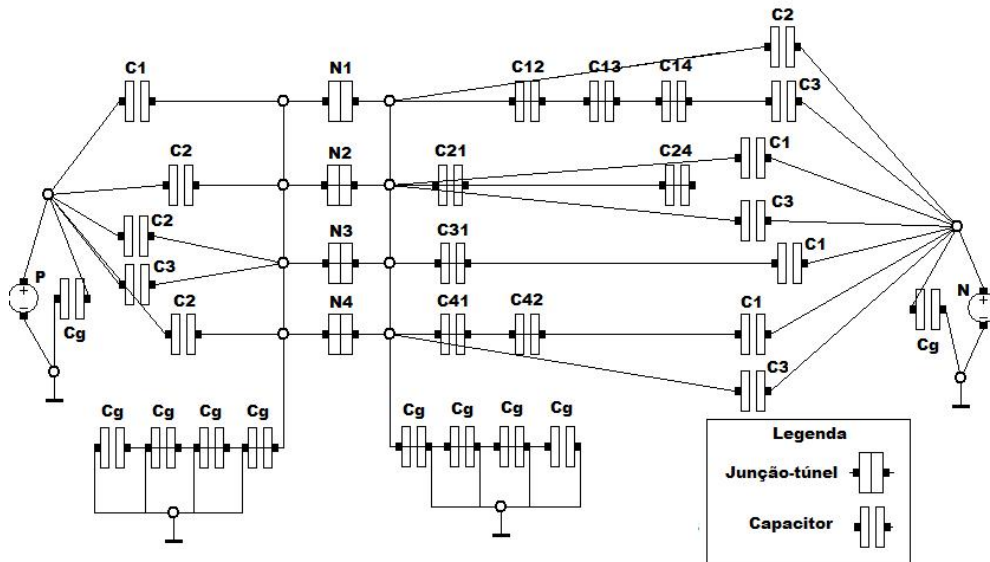 C2
C1 N1 C12 C13 C14 C3
C2 N2 C21 C24 C1
C2 N3 C31 C3 C1
C3
P Cg
C2 N4 C41 C42 C1
Cg N
C3
Cg Cg Cg Cg
Cg Cg Cg Cg
Legenda
Junção-túnel
Capacitor